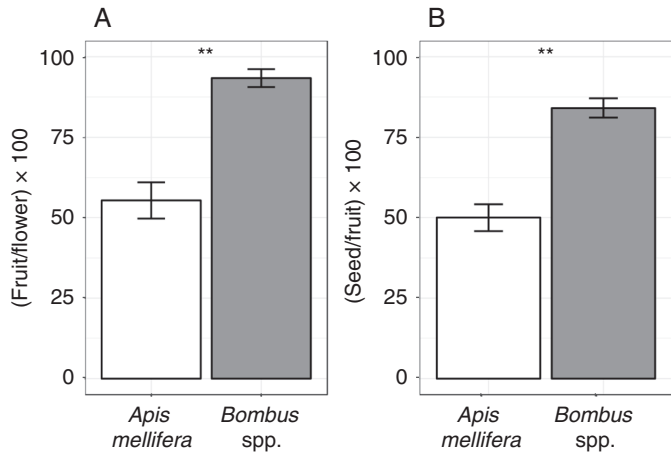 A
(Fruit/flower) × 100
100
75
50
25
0
**
Apis
mellifera
Bombus
spp.
B
(Seed/fruit) × 100
100
75
50
25
0
**
Apis
mellifera
Bombus
spp.